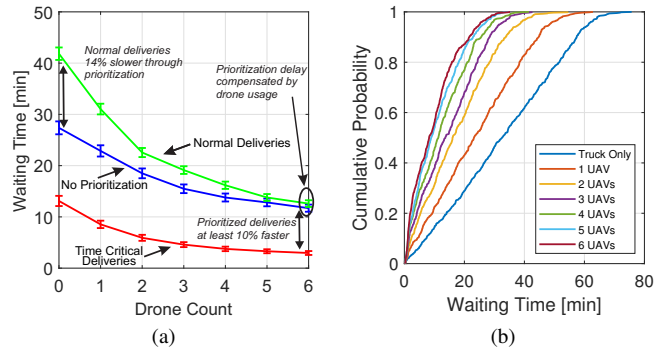 50
40
30
20
10
0
Waiting Time [min]
Normal deliveries
14% slower through
prioritization
Prioritization delay
compensated by
drone usage
Normal Deliveries
No Prioritization
Prioritized deliveries
at least 10% faster
Time Critical
Deliveries
0 1 2 3 4 5 6
Drone Count
(a)
1
0.8
0.6
0.4
0.2
0
Cumulative Probability
Truck Only
1 UAV
2 UAVs
3 UAVs
4 UAVs
5 UAVs
6 UAVs
0 20 40 60 80
Waiting Time [min]
(b)